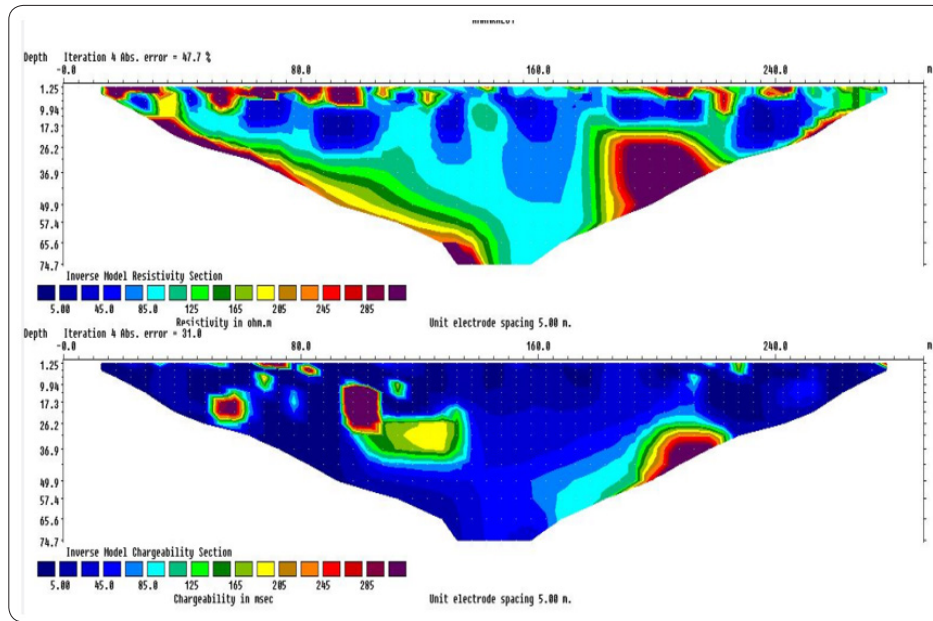 Depth Iteration 4 Abs. error = 47.7 %
-0.0 80.0 160.0 240.0 m
1.25
9.94
17.3
26.2
36.9
49.9
57.4
65.6
74.7
Inverse Model Resistivity Section
5.00 45.0 85.0 125 165 205 245 285
Resistivity in ohm.m Unit electrode spacing 5.00 m.
Depth Iteration 4 Abs. error = 31.0
-0.0 80.0 160.0 240.0 m
1.25
9.94
17.3
26.2
36.9
49.9
57.4
65.6
74.7
Inverse Model Chargeability Section
5.00 45.0 85.0 125 165 205 245 285
Chargeability in msec Unit electrode spacing 5.00 m.